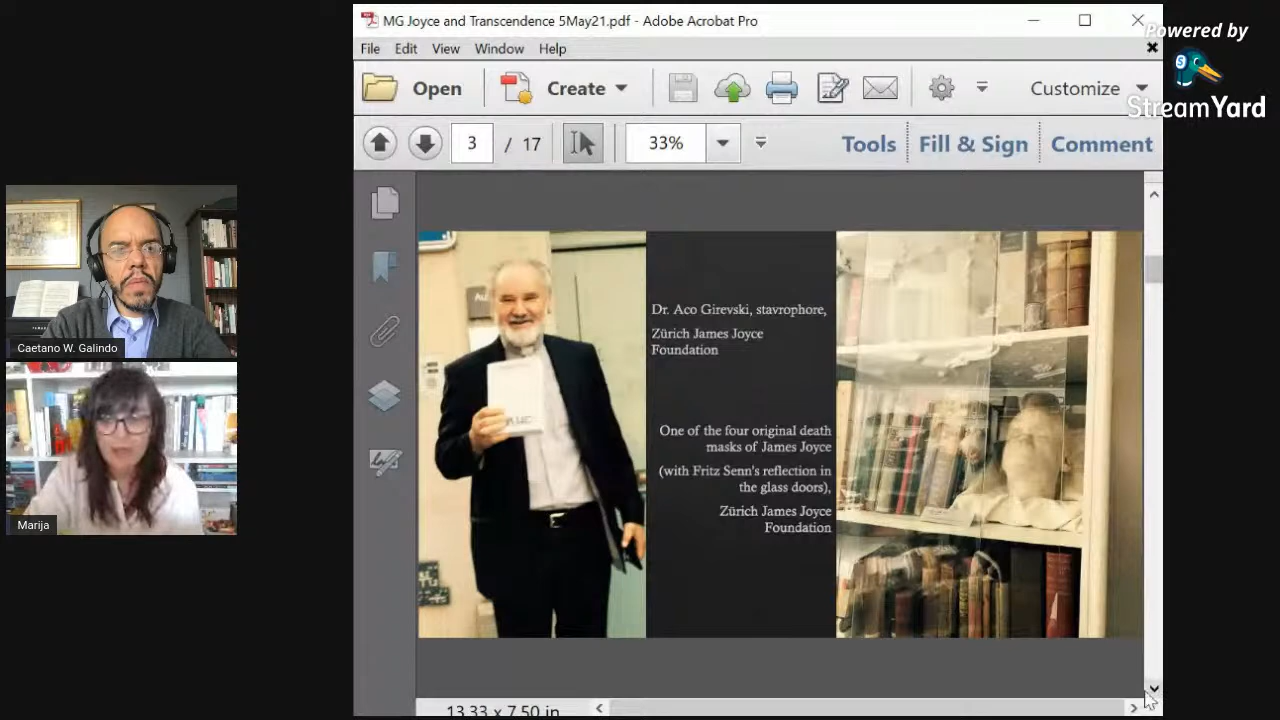 MG Joyce and Transcendence 5May21.pdf - Adobe Acrobat Pro
Powered by
StreamYard
File Edit View Window Help
Open Create Customize
3 / 17 33% Tools Fill & Sign Comment
Caetano W. Galindo
Marija
Dr. Aco Girevski, stavrophore,
Zürich James Joyce
Foundation
One of the four original death
masks of James Joyce
(with Fritz Senn's reflection in
the glass doors),
Zürich James Joyce
Foundation
13.33 x 7.50 in